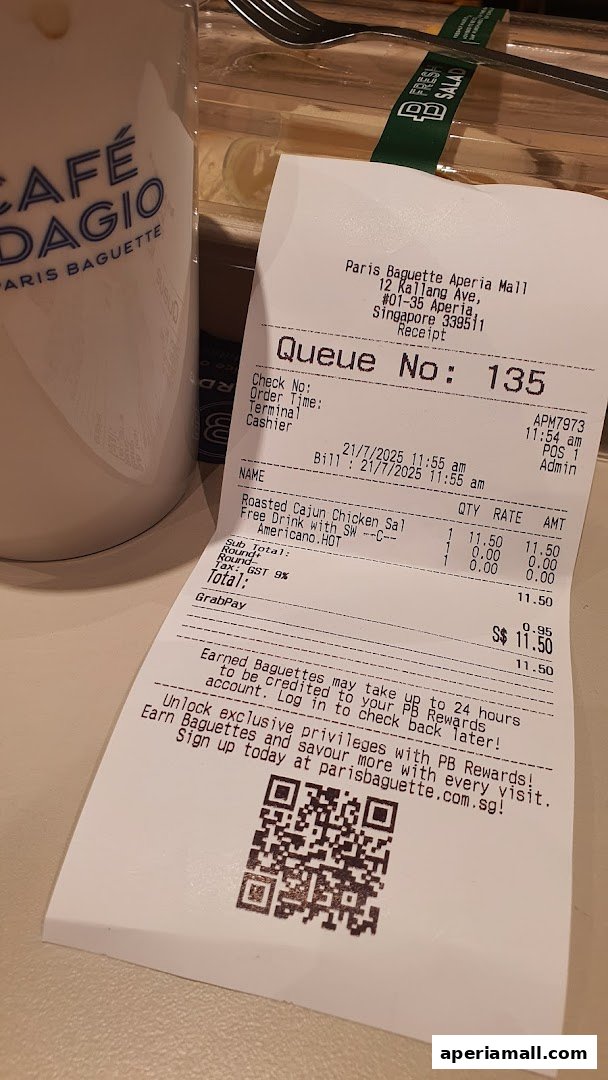 CAFÉ
ADAGIO
PARIS BAGUETTE
FRESH
SALAD
Paris Baguette Aperia Mall
12 Kallang Ave,
#01-35 Aperia,
Singapore 339511
Receipt
Queue No: 135
Check No: APM7973
Order Time: 11:54 am
Terminal POS 1
Cashier Admin
21/7/2025 11:55 am
Bill : 21/7/2025 11:55 am
NAME QTY RATE AMT
Roasted Cajun Chicken Sal 1 11.50 11.50
Free Drink with SW --C-- 1 0.00 0.00
Americano.HOT 1 0.00 0.00
Sub Total: 11.50
Round+
Round-
Tax: GST 9% 0.95
Total: S$ 11.50
GrabPay 11.50
Earned Baguettes may take up to 24 hours
to be credited to your PB Rewards
account. Log in to check back later!
Unlock exclusive privileges with PB Rewards!
Earn Baguettes and savour more with every visit.
Sign up today at parisbaguette.com.sg!
aperiamall.com